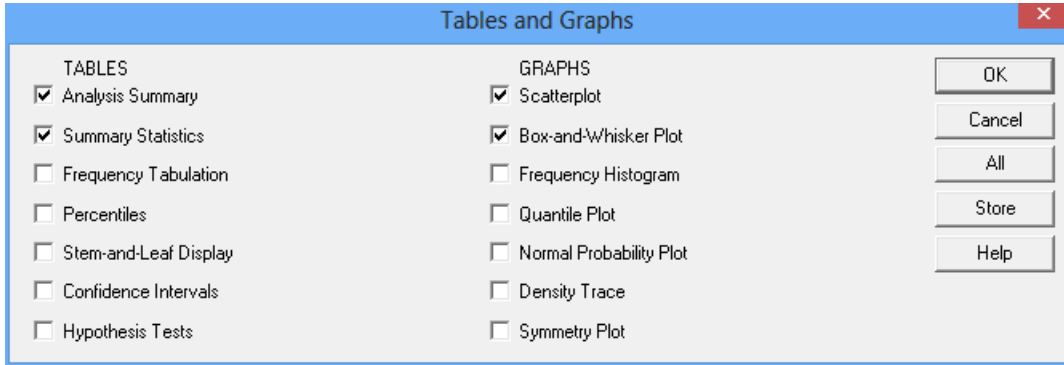 Tables and Graphs
TABLES
Analysis Summary
Summary Statistics
Frequency Tabulation
Percentiles
Stem-and-Leaf Display
Confidence Intervals
Hypothesis Tests
GRAPHS
Scatterplot
Box-and-Whisker Plot
Frequency Histogram
Quantile Plot
Normal Probability Plot
Density Trace
Symmetry Plot
OK
Cancel
All
Store
Help